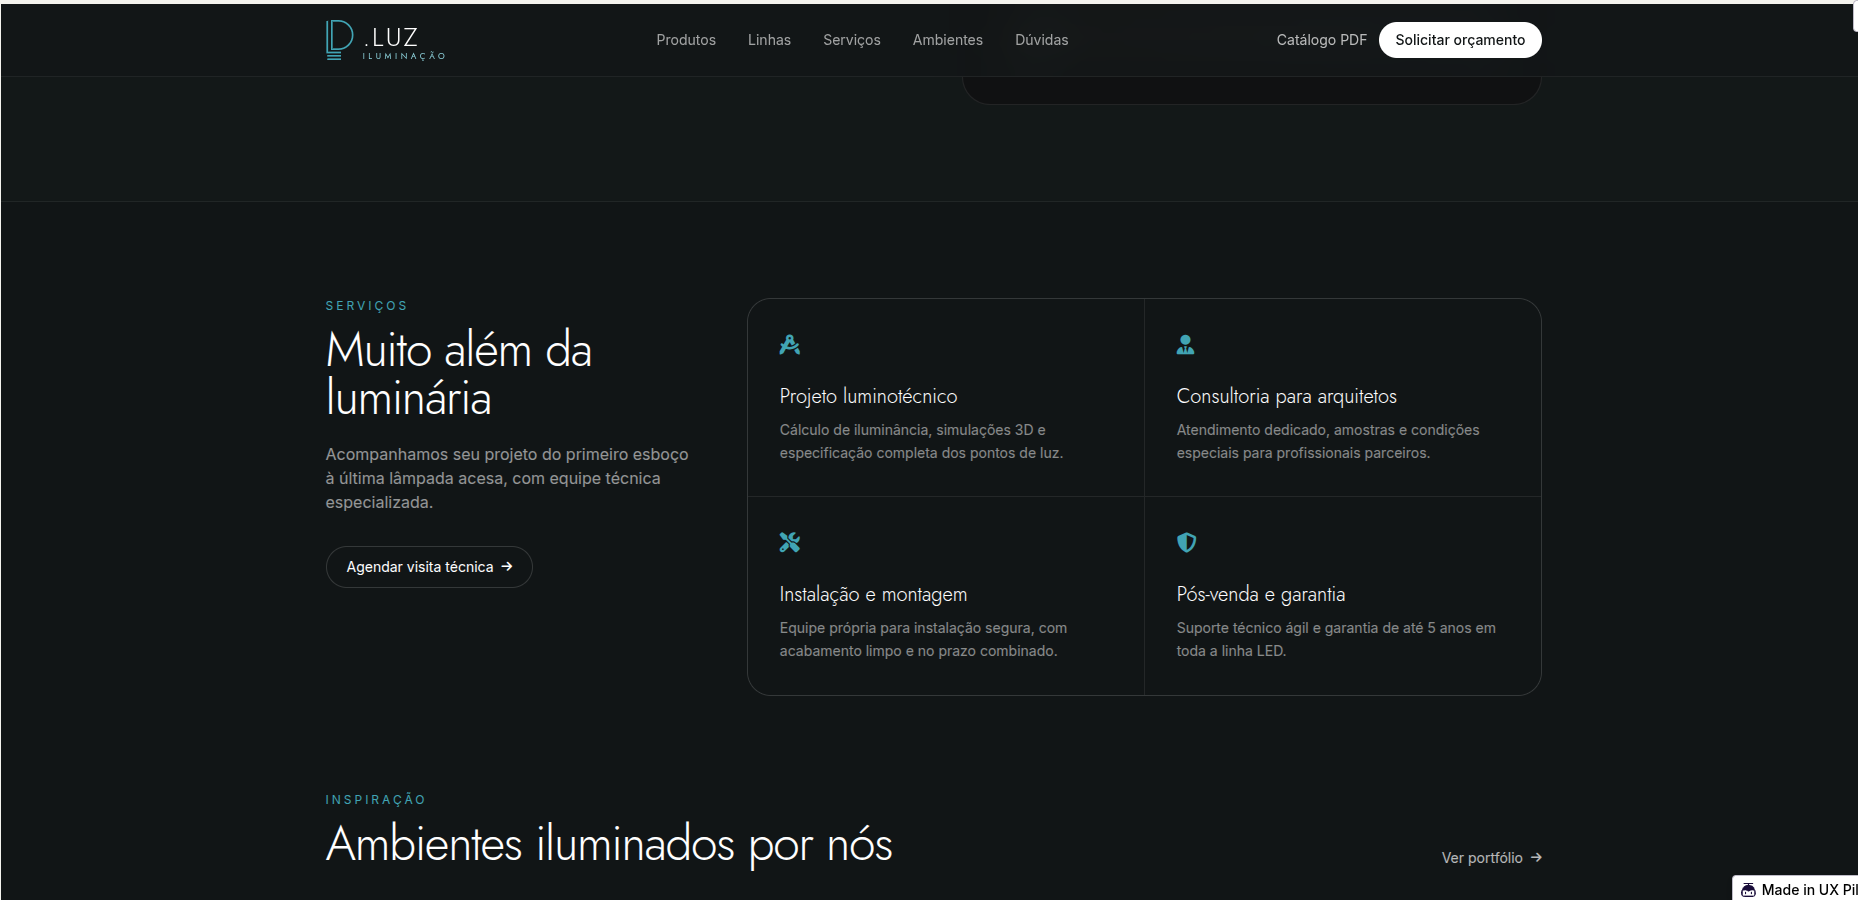 .LUZ
ILUMINAÇÃO
Produtos
Linhas
Serviços
Ambientes
Dúvidas
Catálogo PDF
Solicitar orçamento
SERVIÇOS
Muito além da
luminária
Acompanhamos seu projeto do primeiro esboço
à última lâmpada acesa, com equipe técnica
especializada.
Agendar visita técnica →
Projeto luminotécnico
Cálculo de iluminância, simulações 3D e
especificação completa dos pontos de luz.
Consultoria para arquitetos
Atendimento dedicado, amostras e condições
especiais para profissionais parceiros.
Instalação e montagem
Equipe própria para instalação segura, com
acabamento limpo e no prazo combinado.
Pós-venda e garantia
Suporte técnico ágil e garantia de até 5 anos em
toda a linha LED.
INSPIRAÇÃO
Ambientes iluminados por nós
Ver portfólio →
Made in UX Pil